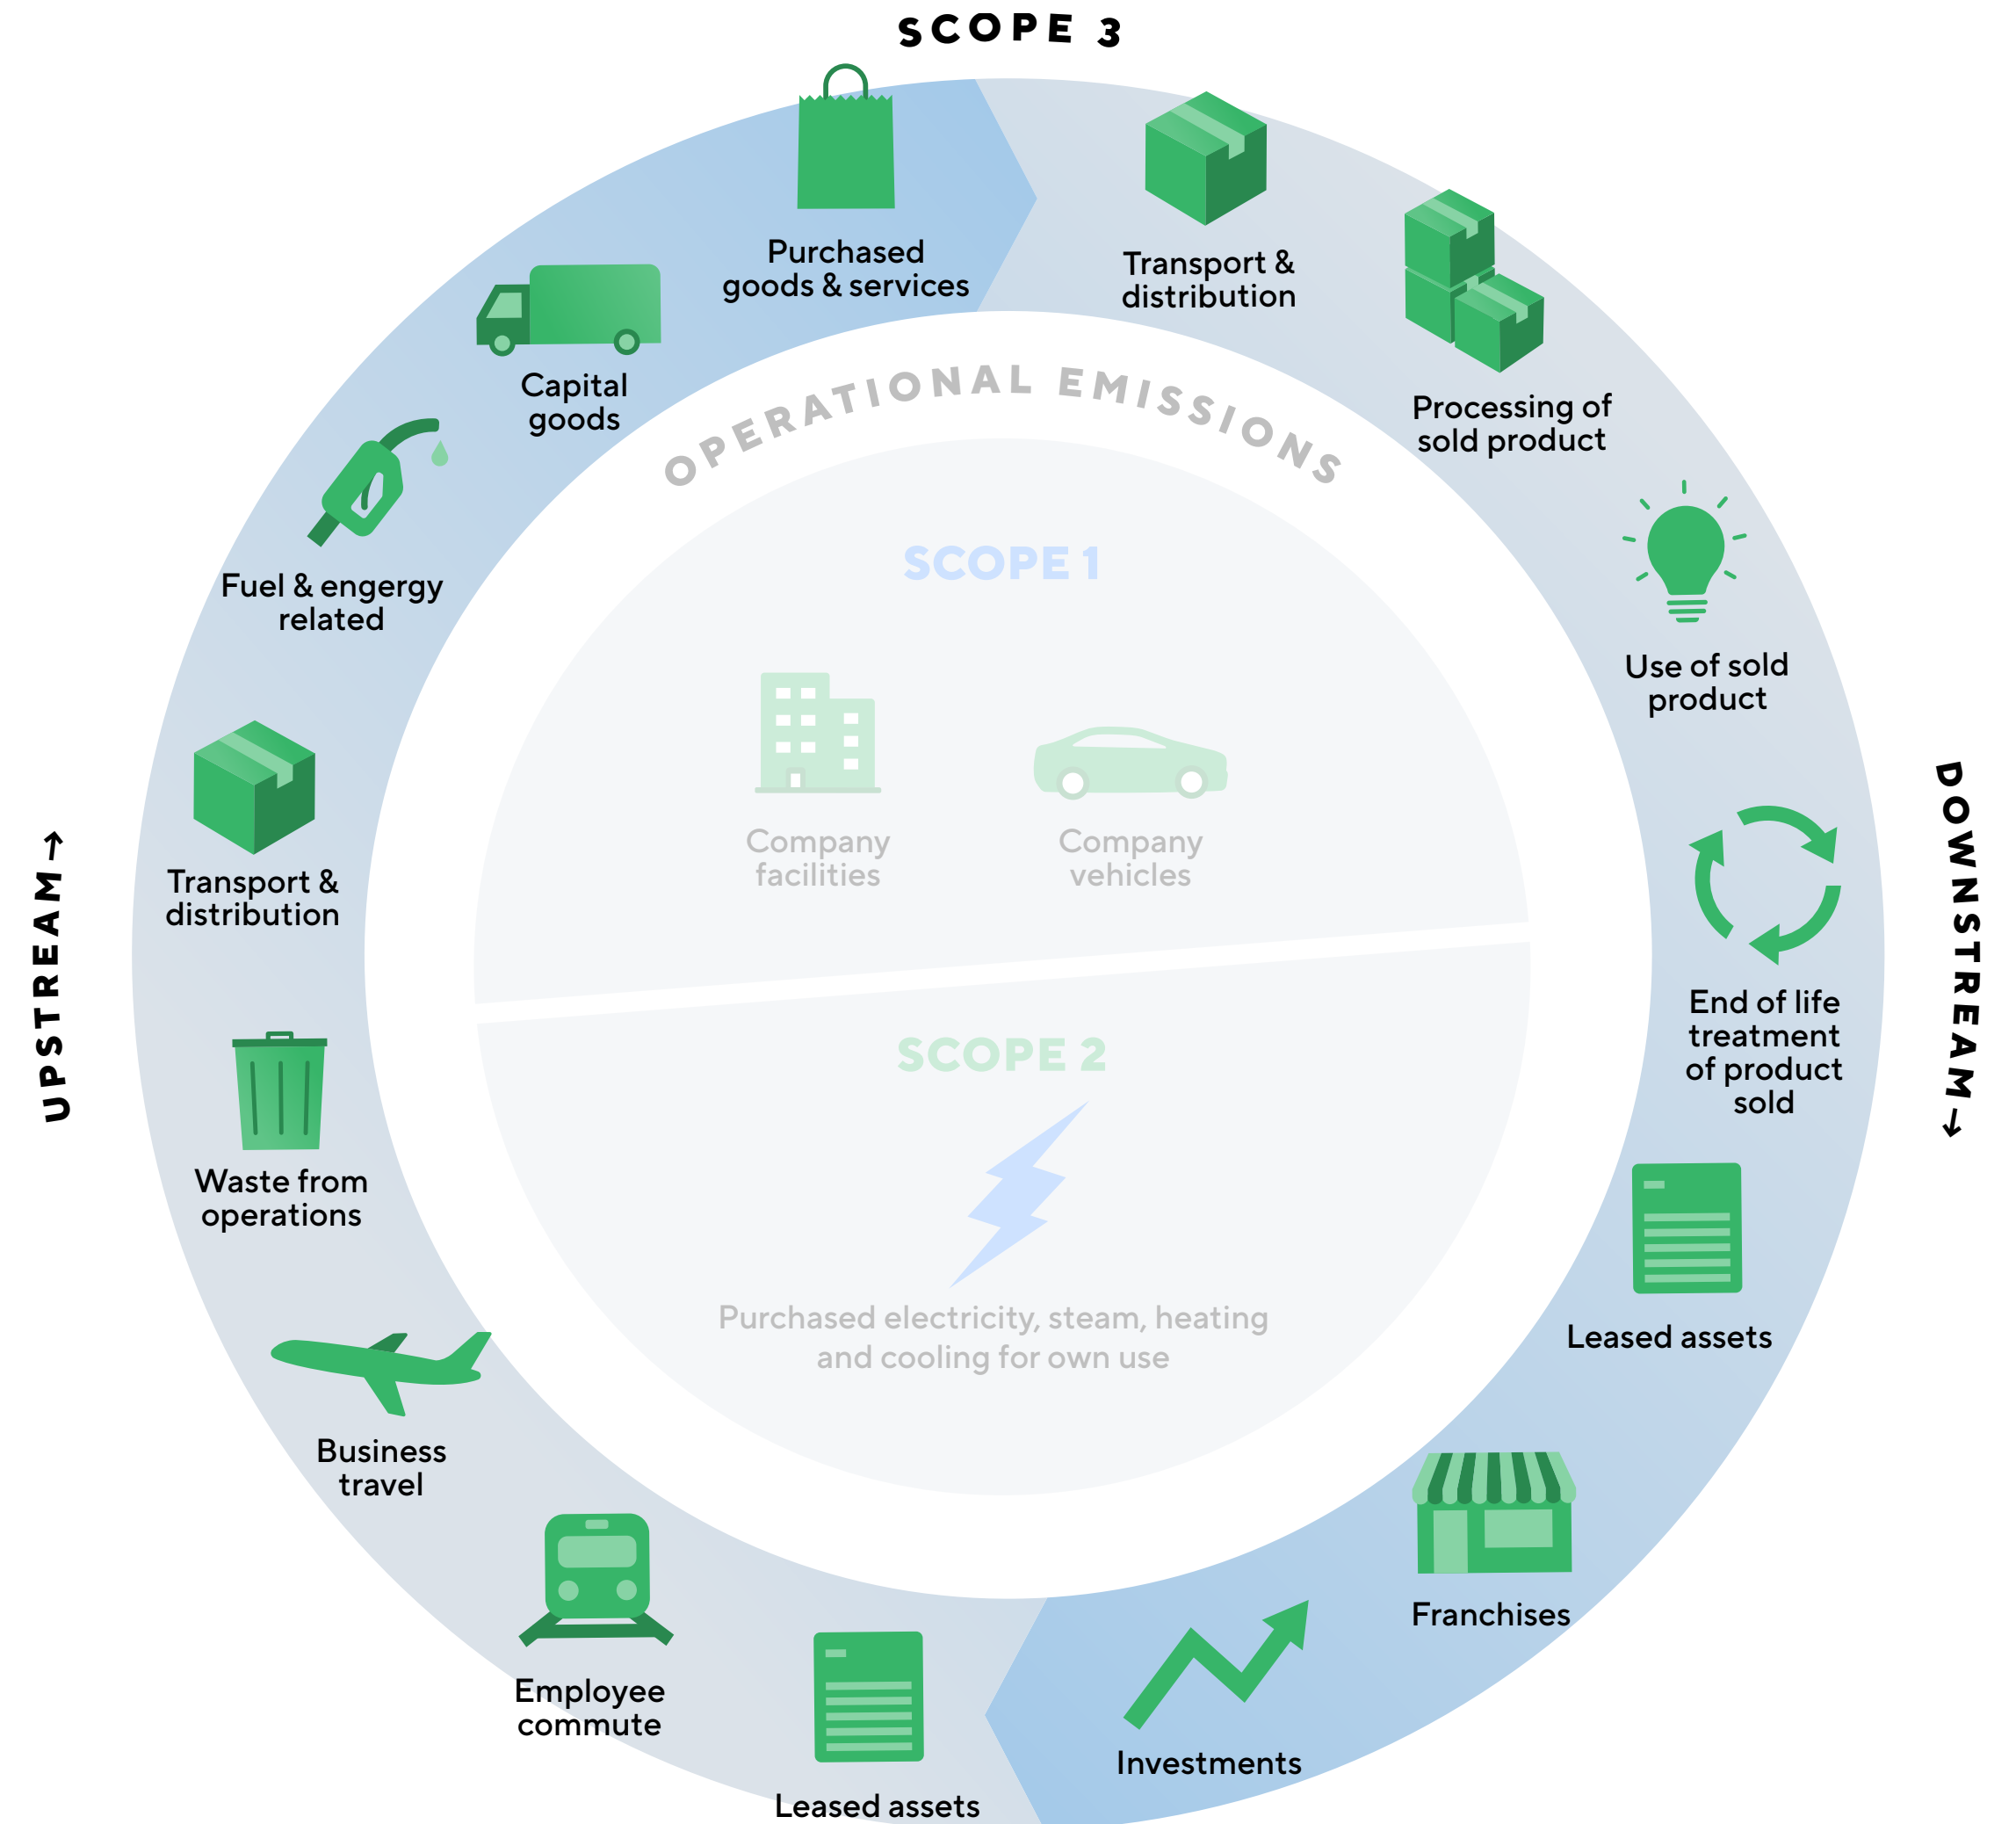 SCOPE 3
Purchased
goods & services
Transport &
distribution
Capital
goods
Processing of
sold product
OPERATIONAL EMISSIONS
Fuel & engergy
related
SCOPE 1
Use of sold
product
Transport &
distribution
Company
facilities
Company
vehicles
UPSTREAM→
DOWNSTREAM→
End of life
treatment
of product
sold
Waste from
operations
SCOPE 2
Purchased electricity, steam, heating
and cooling for own use
Leased assets
Business
travel
Franchises
Employee
commute
Investments
Leased assets